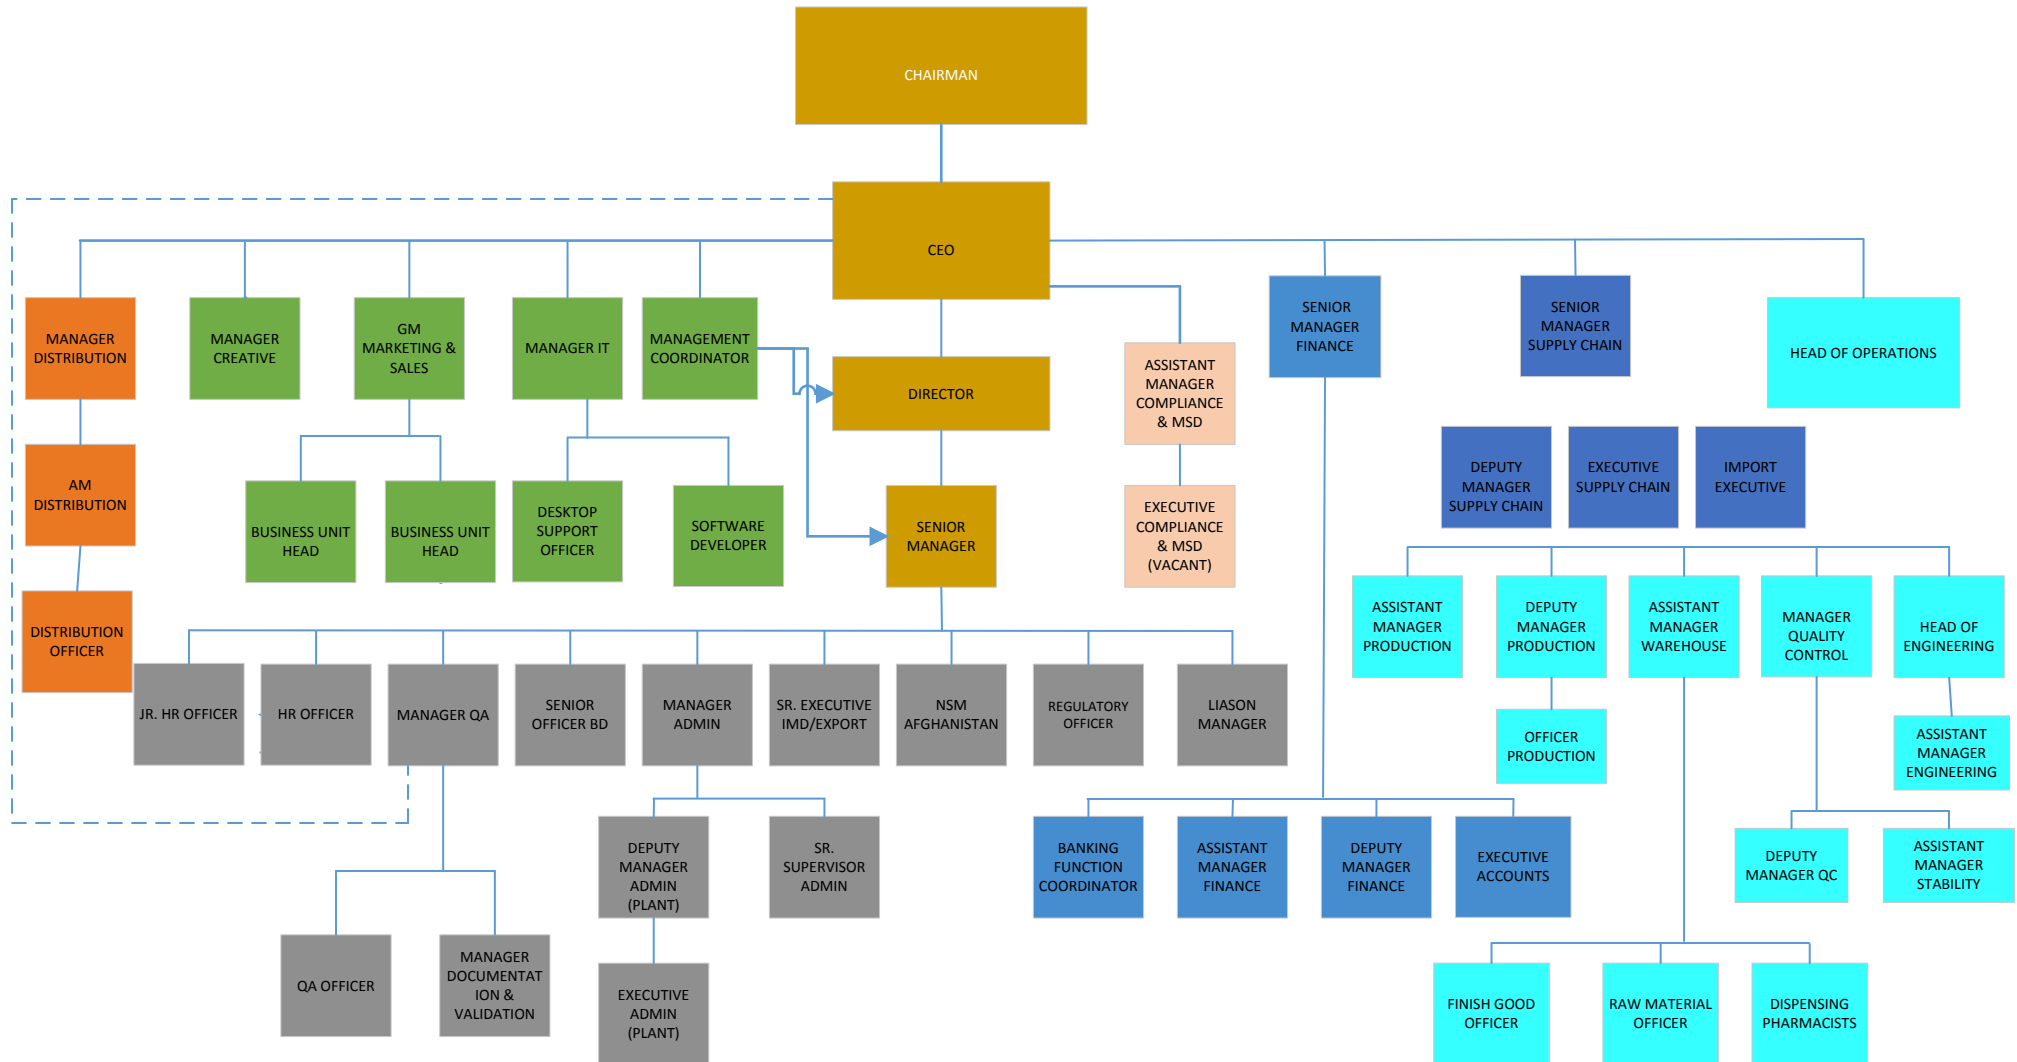 CHAIRMAN
CEO
MANAGER
DISTRIBUTION
MANAGER
CREATIVE
GM
MARKETING &
SALES
MANAGER IT
MANAGEMENT
COORDINATOR
DIRECTOR
ASSISTANT
MANAGER
COMPLIANCE
& MSD
SENIOR
MANAGER
FINANCE
SENIOR
MANAGER
SUPPLY CHAIN
HEAD OF OPERATIONS
AM
DISTRIBUTION
BUSINESS UNIT
HEAD
BUSINESS UNIT
HEAD
DESKTOP
SUPPORT
OFFICER
SOFTWARE
DEVELOPER
SENIOR
MANAGER
EXECUTIVE
COMPLIANCE
& MSD
(VACANT)
DEPUTY
MANAGER
SUPPLY CHAIN
EXECUTIVE
SUPPLY CHAIN
IMPORT
EXECUTIVE
DISTRIBUTION
OFFICER
ASSISTANT
MANAGER
PRODUCTION
DEPUTY
MANAGER
PRODUCTION
ASSISTANT
MANAGER
WAREHOUSE
MANAGER
QUALITY
CONTROL
HEAD OF
ENGINEERING
JR. HR OFFICER
HR OFFICER
MANAGER QA
SENIOR
OFFICER BD
MANAGER
ADMIN
SR. EXECUTIVE
IMD/EXPORT
NSM
AFGHANISTAN
REGULATORY
OFFICER
LIASON
MANAGER
OFFICER
PRODUCTION
ASSISTANT
MANAGER
ENGINEERING
DEPUTY
MANAGER
ADMIN
(PLANT)
SR.
SUPERVISOR
ADMIN
BANKING
FUNCTION
COORDINATOR
ASSISTANT
MANAGER
FINANCE
DEPUTY
MANAGER
FINANCE
EXECUTIVE
ACCOUNTS
DEPUTY
MANAGER QC
ASSISTANT
MANAGER
STABILITY
QA OFFICER
MANAGER
DOCUMENTAT
ION &
VALIDATION
EXECUTIVE
ADMIN
(PLANT)
FINISH GOOD
OFFICER
RAW MATERIAL
OFFICER
DISPENSING
PHARMACISTS